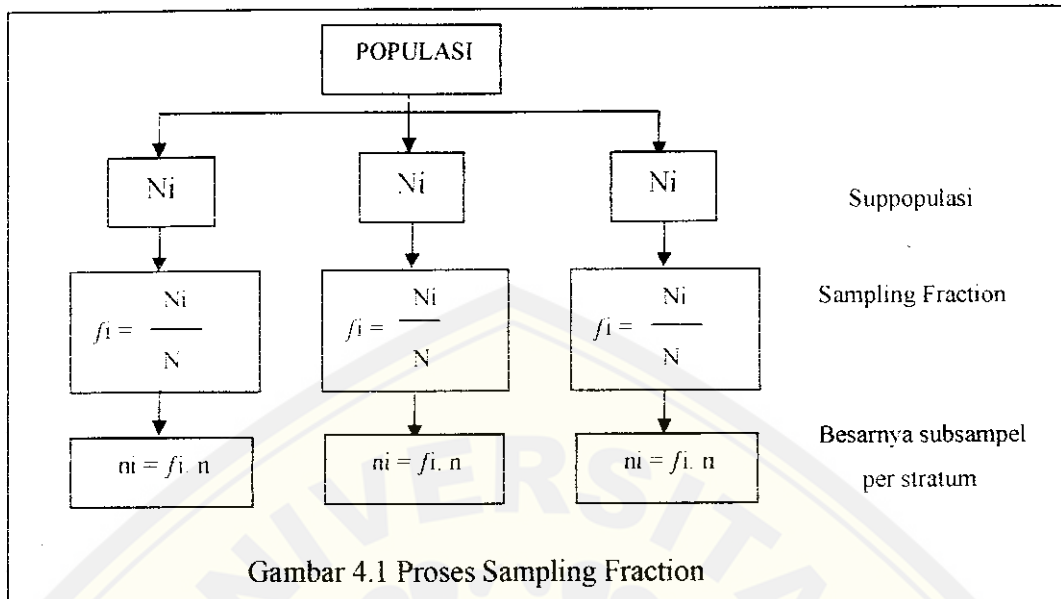 POPULASI
Ni Ni Ni Suppopulasi
fi = Ni / N fi = Ni / N fi = Ni / N Sampling Fraction
ni = fi. n ni = fi. n ni = fi. n Besarnya subsampel
per stratum
Gambar 4.1 Proses Sampling Fraction
NIVERSITA